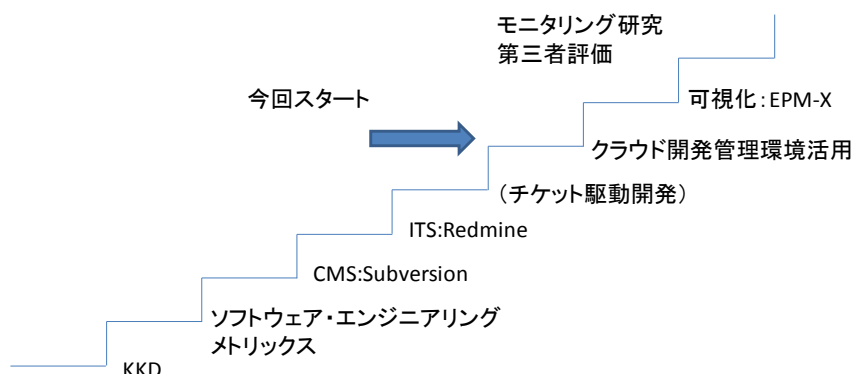 モニタリング研究
第三者評価
今回スタート
可視化：EPM-X
クラウド開発管理環境活用
（チケット駆動開発）
ITS:Redmine
CMS:Subversion
ソフトウェア・エンジニアリング
メトリックス
KKD